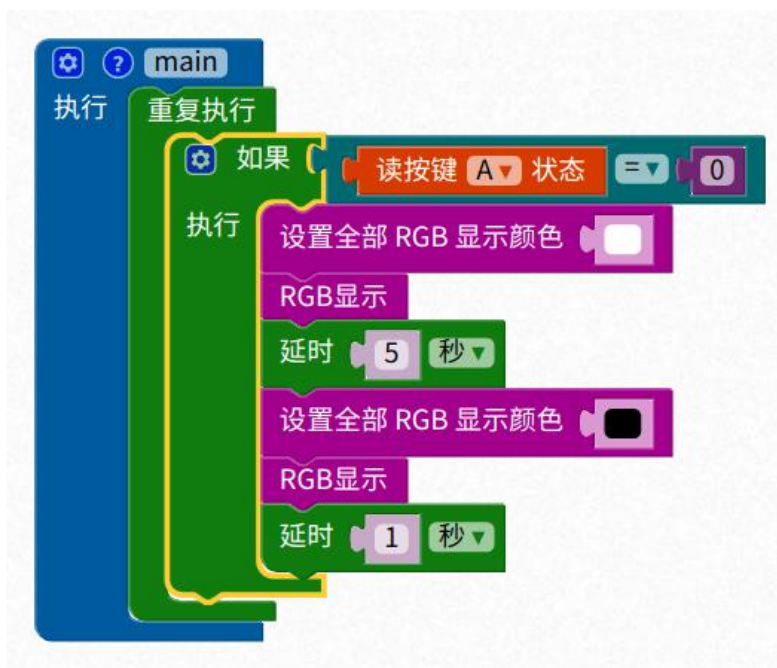 ? main
执行 重复执行
如果 读按键 A 状态 = 0
执行 设置全部 RGB 显示颜色
RGB显示
延时 5 秒
设置全部 RGB 显示颜色
RGB显示
延时 1 秒